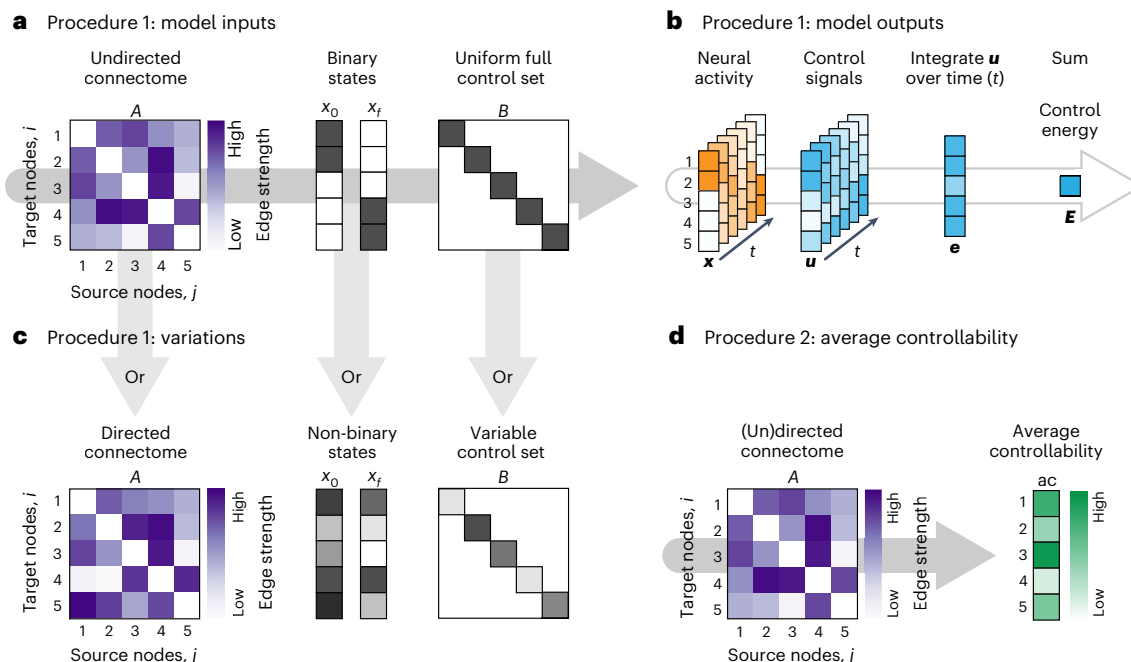 a Procedure 1: model inputs
Undirected
connectome
A
Target nodes, i
1
2
3
4
5
1 2 3 4 5
Source nodes, j
High
Low
Edge strength
Binary
states
x0 xf
Uniform full
control set
B
b Procedure 1: model outputs
Neural
activity
1
2
3
4
5
x
t
Control
signals
u
t
Integrate u
over time (t)
e
Sum
Control
energy
E
c Procedure 1: variations
Or
Or
Or
Directed
connectome
A
Target nodes, i
1
2
3
4
5
1 2 3 4 5
Source nodes, j
High
Low
Edge strength
Non-binary
states
x0 xf
Variable
control set
B
d Procedure 2: average controllability
(Un)directed
connectome
A
Target nodes, i
1
2
3
4
5
1 2 3 4 5
Source nodes, j
High
Low
Edge strength
Average
controllability
ac
1
2
3
4
5
High
Low